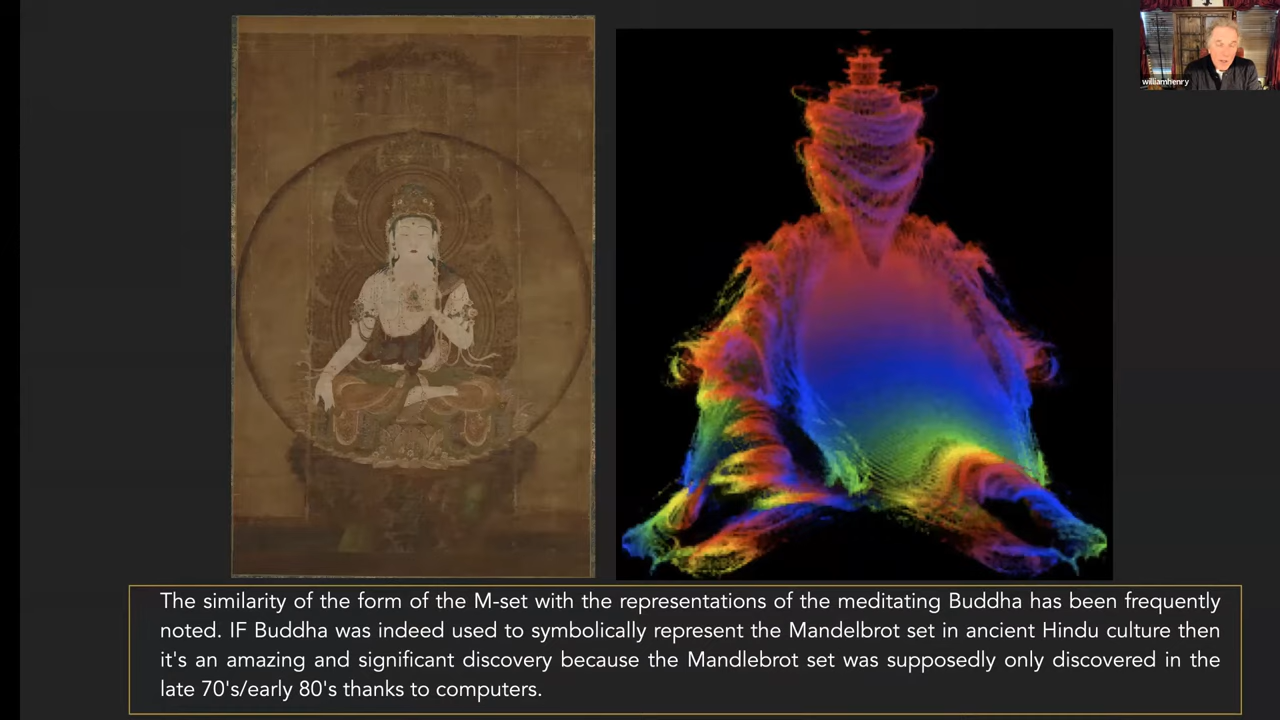 williamhenry
The similarity of the form of the M-set with the representations of the meditating Buddha has been frequently
noted. IF Buddha was indeed used to symbolically represent the Mandelbrot set in ancient Hindu culture then
it's an amazing and significant discovery because the Mandlebrot set was supposedly only discovered in the
late 70's/early 80's thanks to computers.